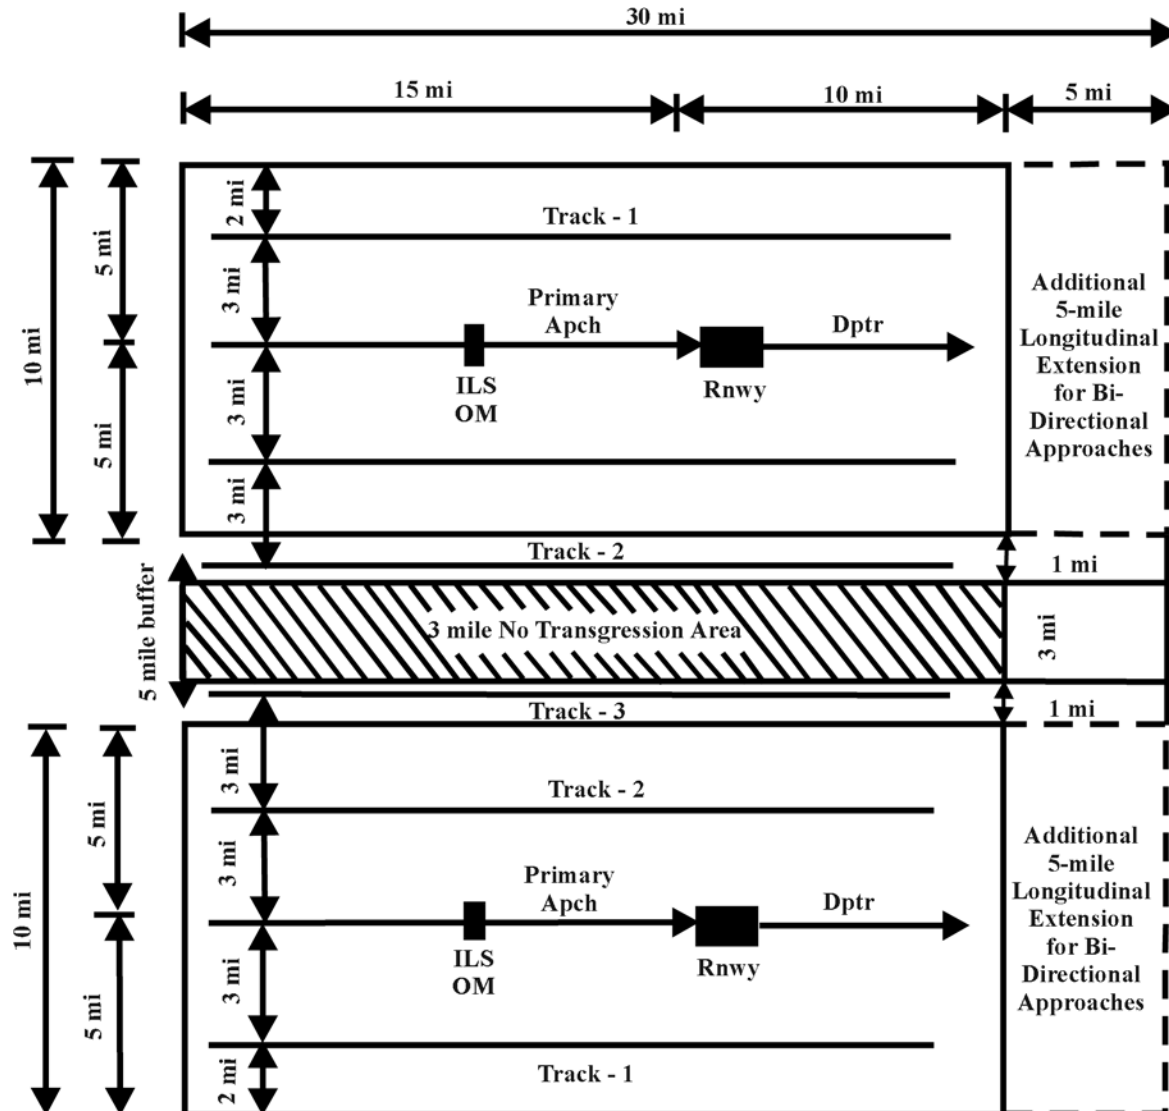 30 mi
15 mi
10 mi
5 mi
2 mi
Track - 1
5 mi
3 mi
Primary
Apch
Dptr
Additional
5-mile
Longitudinal
Extension
for Bi-
Directional
Approaches
10 mi
ILS
OM
Rnwy
3 mi
5 mi
3 mi
Track - 2
1 mi
5 mile buffer
3 mile No Transgression Area
3 mi
Track - 3
1 mi
3 mi
Track - 2
5 mi
3 mi
Primary
Apch
Dptr
Additional
5-mile
Longitudinal
Extension
for Bi-
Directional
Approaches
10 mi
ILS
OM
Rnwy
3 mi
5 mi
2 mi
Track - 1